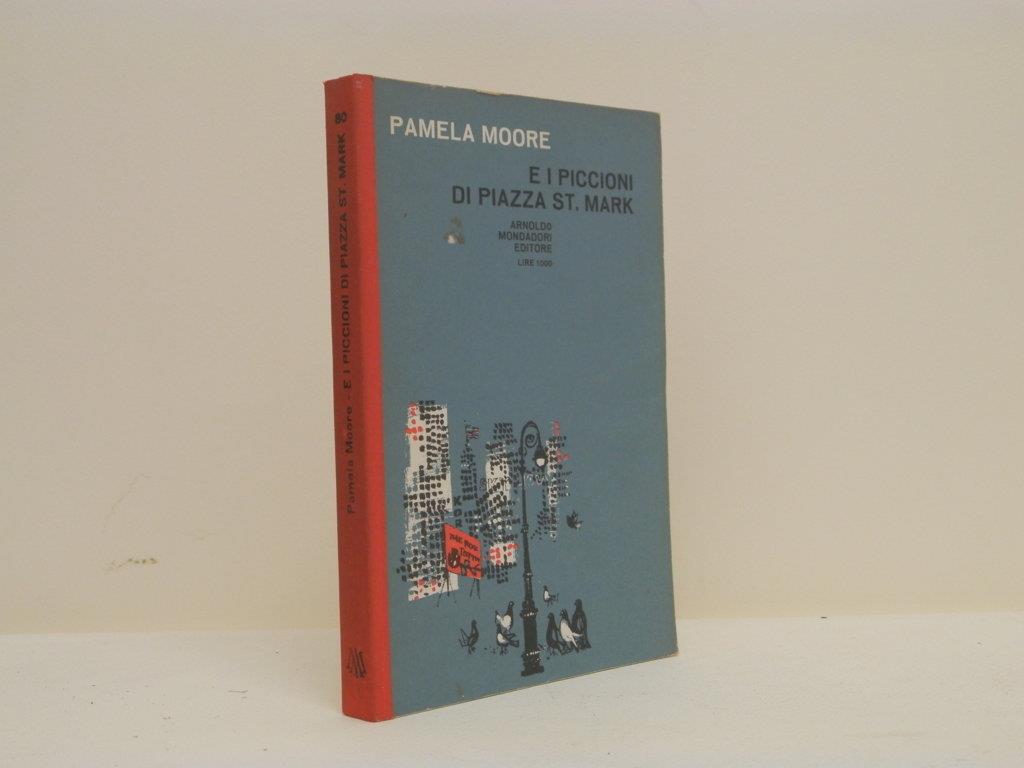 PAMELA MOORE
E I PICCIONI
DI PIAZZA ST. MARK
ARNOLDO
MONDADORI
EDITORE
LIRE 1000
Pamela Moore - E I PICCIONI DI PIAZZA ST. MARK